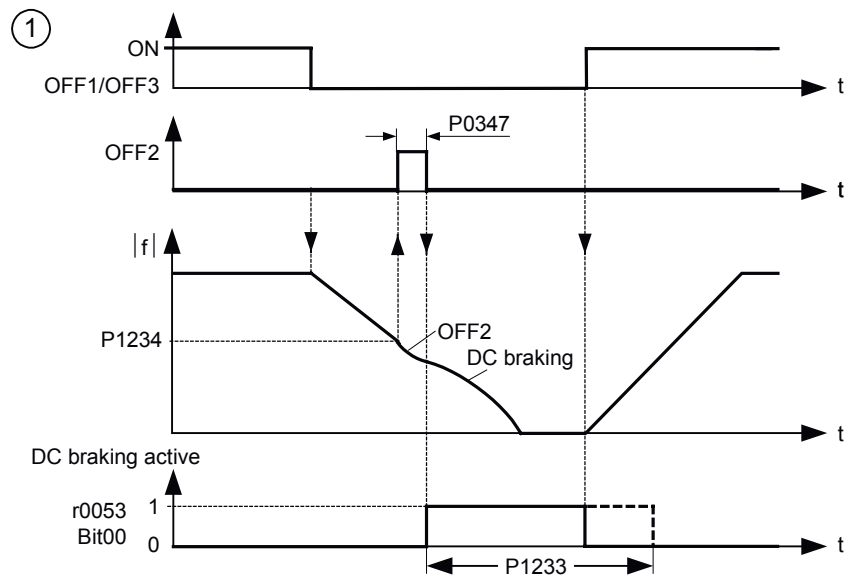 1
ON
OFF1/OFF3
t
P0347
OFF2
t
|f|
P1234
OFF2
DC braking
t
DC braking active
r0053 1
Bit00 0
t
P1233